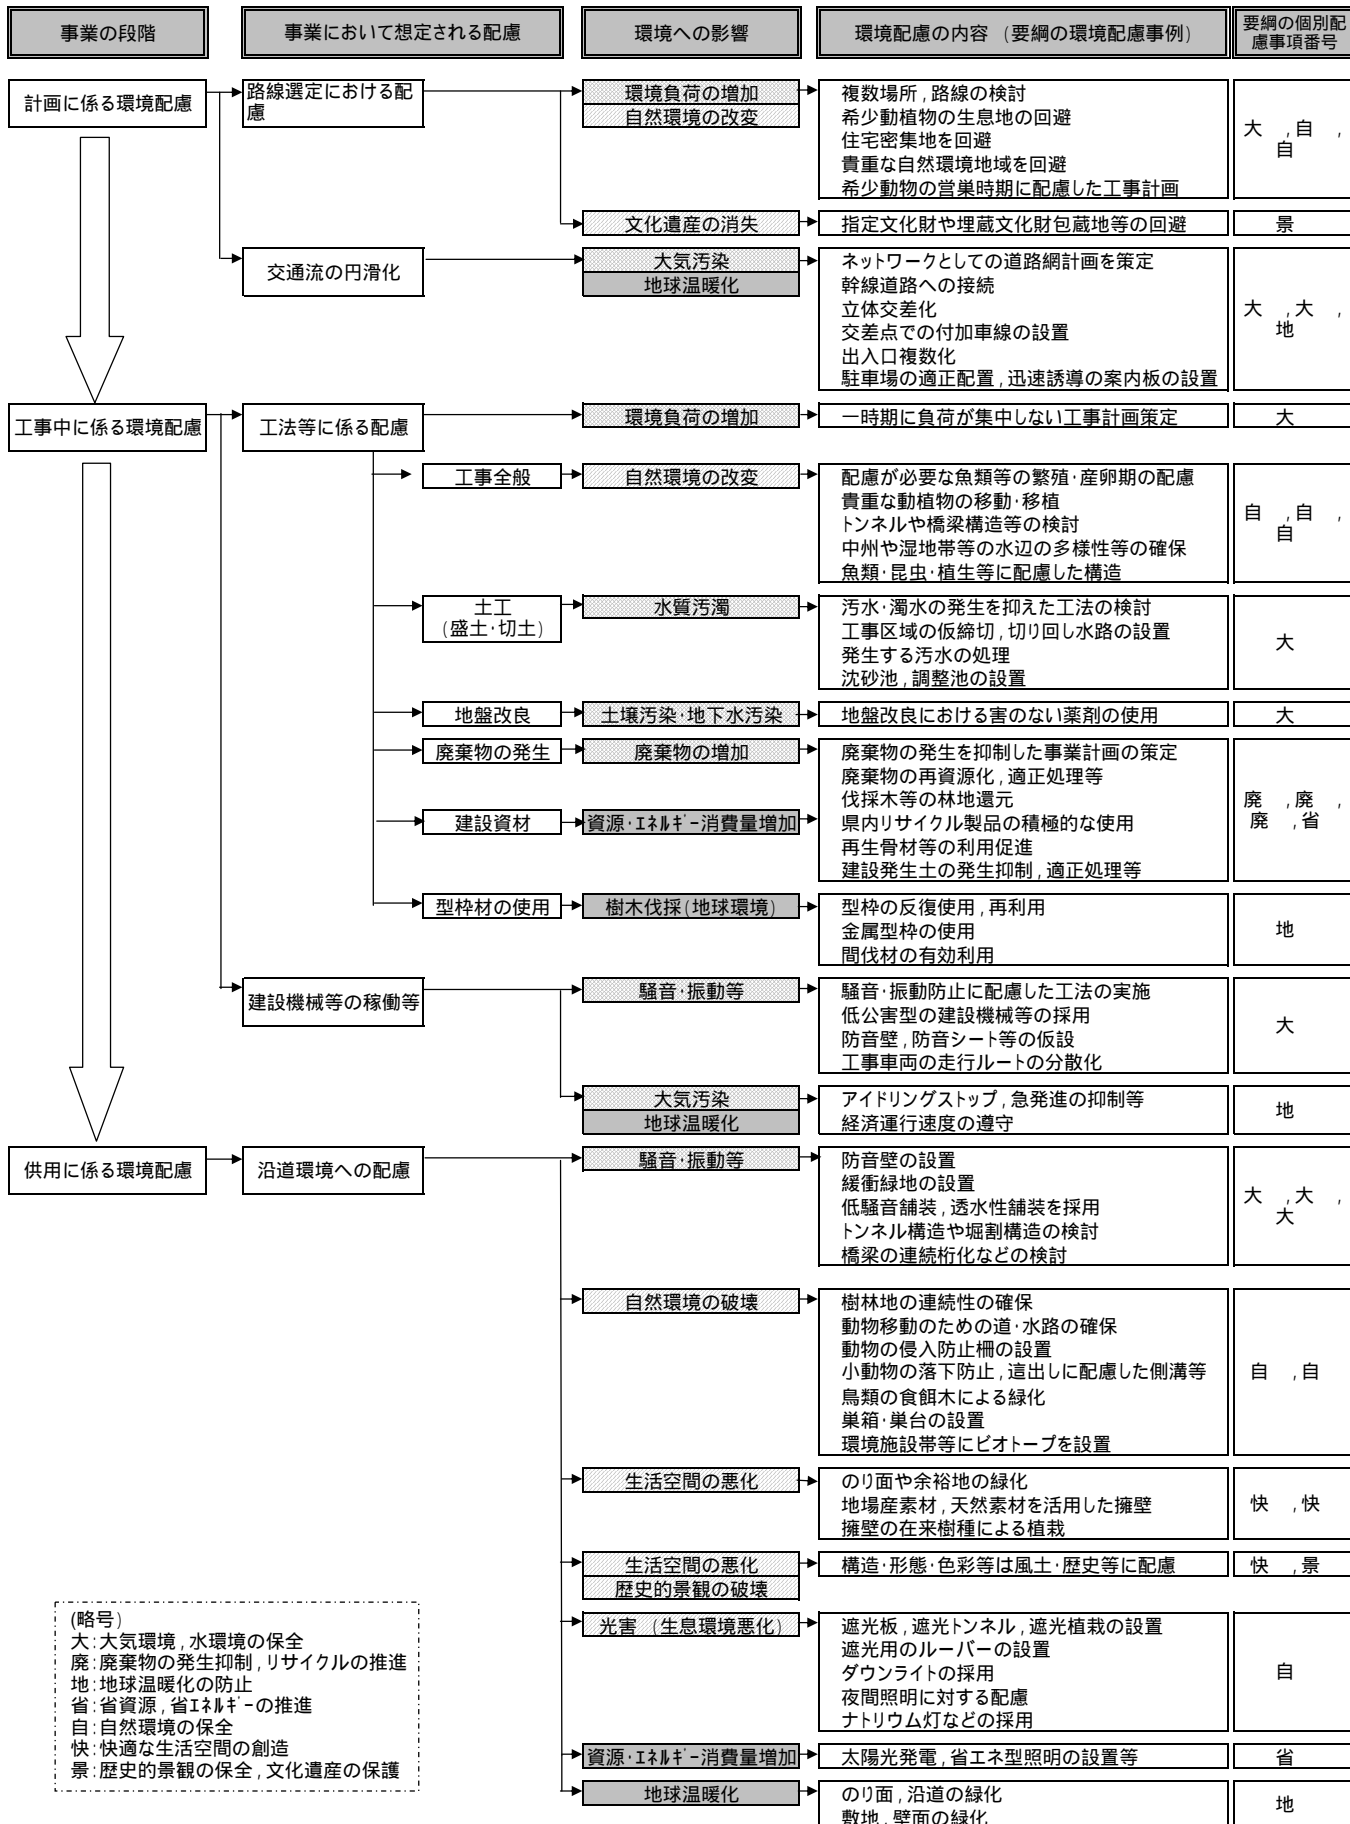 事業の段階
事業において想定される配慮
環境への影響
環境配慮の内容 (要綱の環境配慮事例)
要綱の個別配
慮事項番号
計画に係る環境配慮
路線選定における配
慮
環境負荷の増加
自然環境の改変
複数場所,路線の検討
希少動植物の生息地の回避
住宅密集地を回避
貴重な自然環境地域を回避
希少動物の営巣時期に配慮した工事計画
大 ,自 ,
自
文化遺産の消失
指定文化財や埋蔵文化財包蔵地等の回避
景
交通流の円滑化
大気汚染
地球温暖化
ネットワークとしての道路網計画を策定
幹線道路への接続
立体交差化
交差点での付加車線の設置
出入口複数化
駐車場の適正配置,迅速誘導の案内板の設置
大 ,大 ,
地
工事中に係る環境配慮
工法等に係る配慮
環境負荷の増加
一時期に負荷が集中しない工事計画策定
大
工事全般
自然環境の改変
配慮が必要な魚類等の繁殖・産卵期の配慮
貴重な動植物の移動・移植
トンネルや橋梁構造等の検討
中州や湿地帯等の水辺の多様性等の確保
魚類・昆虫・植生等に配慮した構造
自 ,自 ,
自
土工
(盛土・切土)
水質汚濁
汚水・濁水の発生を抑えた工法の検討
工事区域の仮締切,切り回し水路の設置
発生する汚水の処理
沈砂池,調整池の設置
大
地盤改良
土壌汚染・地下水汚染
地盤改良における害のない薬剤の使用
大
廃棄物の発生
廃棄物の増加
廃棄物の発生を抑制した事業計画の策定
廃棄物の再資源化,適正処理等
伐採木等の林地還元
県内リサイクル製品の積極的な使用
再生骨材等の利用促進
建設発生土の発生抑制,適正処理等
廃 ,廃 ,
廃 ,省
建設資材
資源・エネルギー消費量増加
型枠材の使用
樹木伐採(地球環境)
型枠の反復使用,再利用
金属型枠の使用
間伐材の有効利用
地
建設機械等の稼働等
騒音・振動等
騒音・振動防止に配慮した工法の実施
低公害型の建設機械等の採用
防音壁,防音シート等の仮設
工事車両の走行ルートの分散化
大
大気汚染
地球温暖化
アイドリングストップ,急発進の抑制等
経済運行速度の遵守
地
供用に係る環境配慮
沿道環境への配慮
騒音・振動等
防音壁の設置
緩衝緑地の設置
低騒音舗装,透水性舗装を採用
トンネル構造や堀割構造の検討
橋梁の連続桁化などの検討
大 ,大 ,
大
自然環境の破壊
樹林地の連続性の確保
動物移動のための道・水路の確保
動物の侵入防止柵の設置
小動物の落下防止,這出しに配慮した側溝等
鳥類の食餌木による緑化
巣箱・巣台の設置
環境施設帯等にビオトープを設置
自 ,自
生活空間の悪化
のり面や余裕地の緑化
地場産素材,天然素材を活用した擁壁
擁壁の在来樹種による植栽
快 ,快
生活空間の悪化
歴史的景観の破壊
構造・形態・色彩等は風土・歴史等に配慮
快 ,景
光害 (生息環境悪化)
遮光板,遮光トンネル,遮光植栽の設置
遮光用のルーバーの設置
ダウンライトの採用
夜間照明に対する配慮
ナトリウム灯などの採用
自
資源・エネルギー消費量増加
太陽光発電,省エネ型照明の設置等
省
地球温暖化
のり面,沿道の緑化
敷地,壁面の緑化
地
(略号)
大:大気環境,水環境の保全
廃:廃棄物の発生抑制,リサイクルの推進
地:地球温暖化の防止
省:省資源,省エネルギーの推進
自:自然環境の保全
快:快適な生活空間の創造
景:歴史的景観の保全,文化遺産の保護